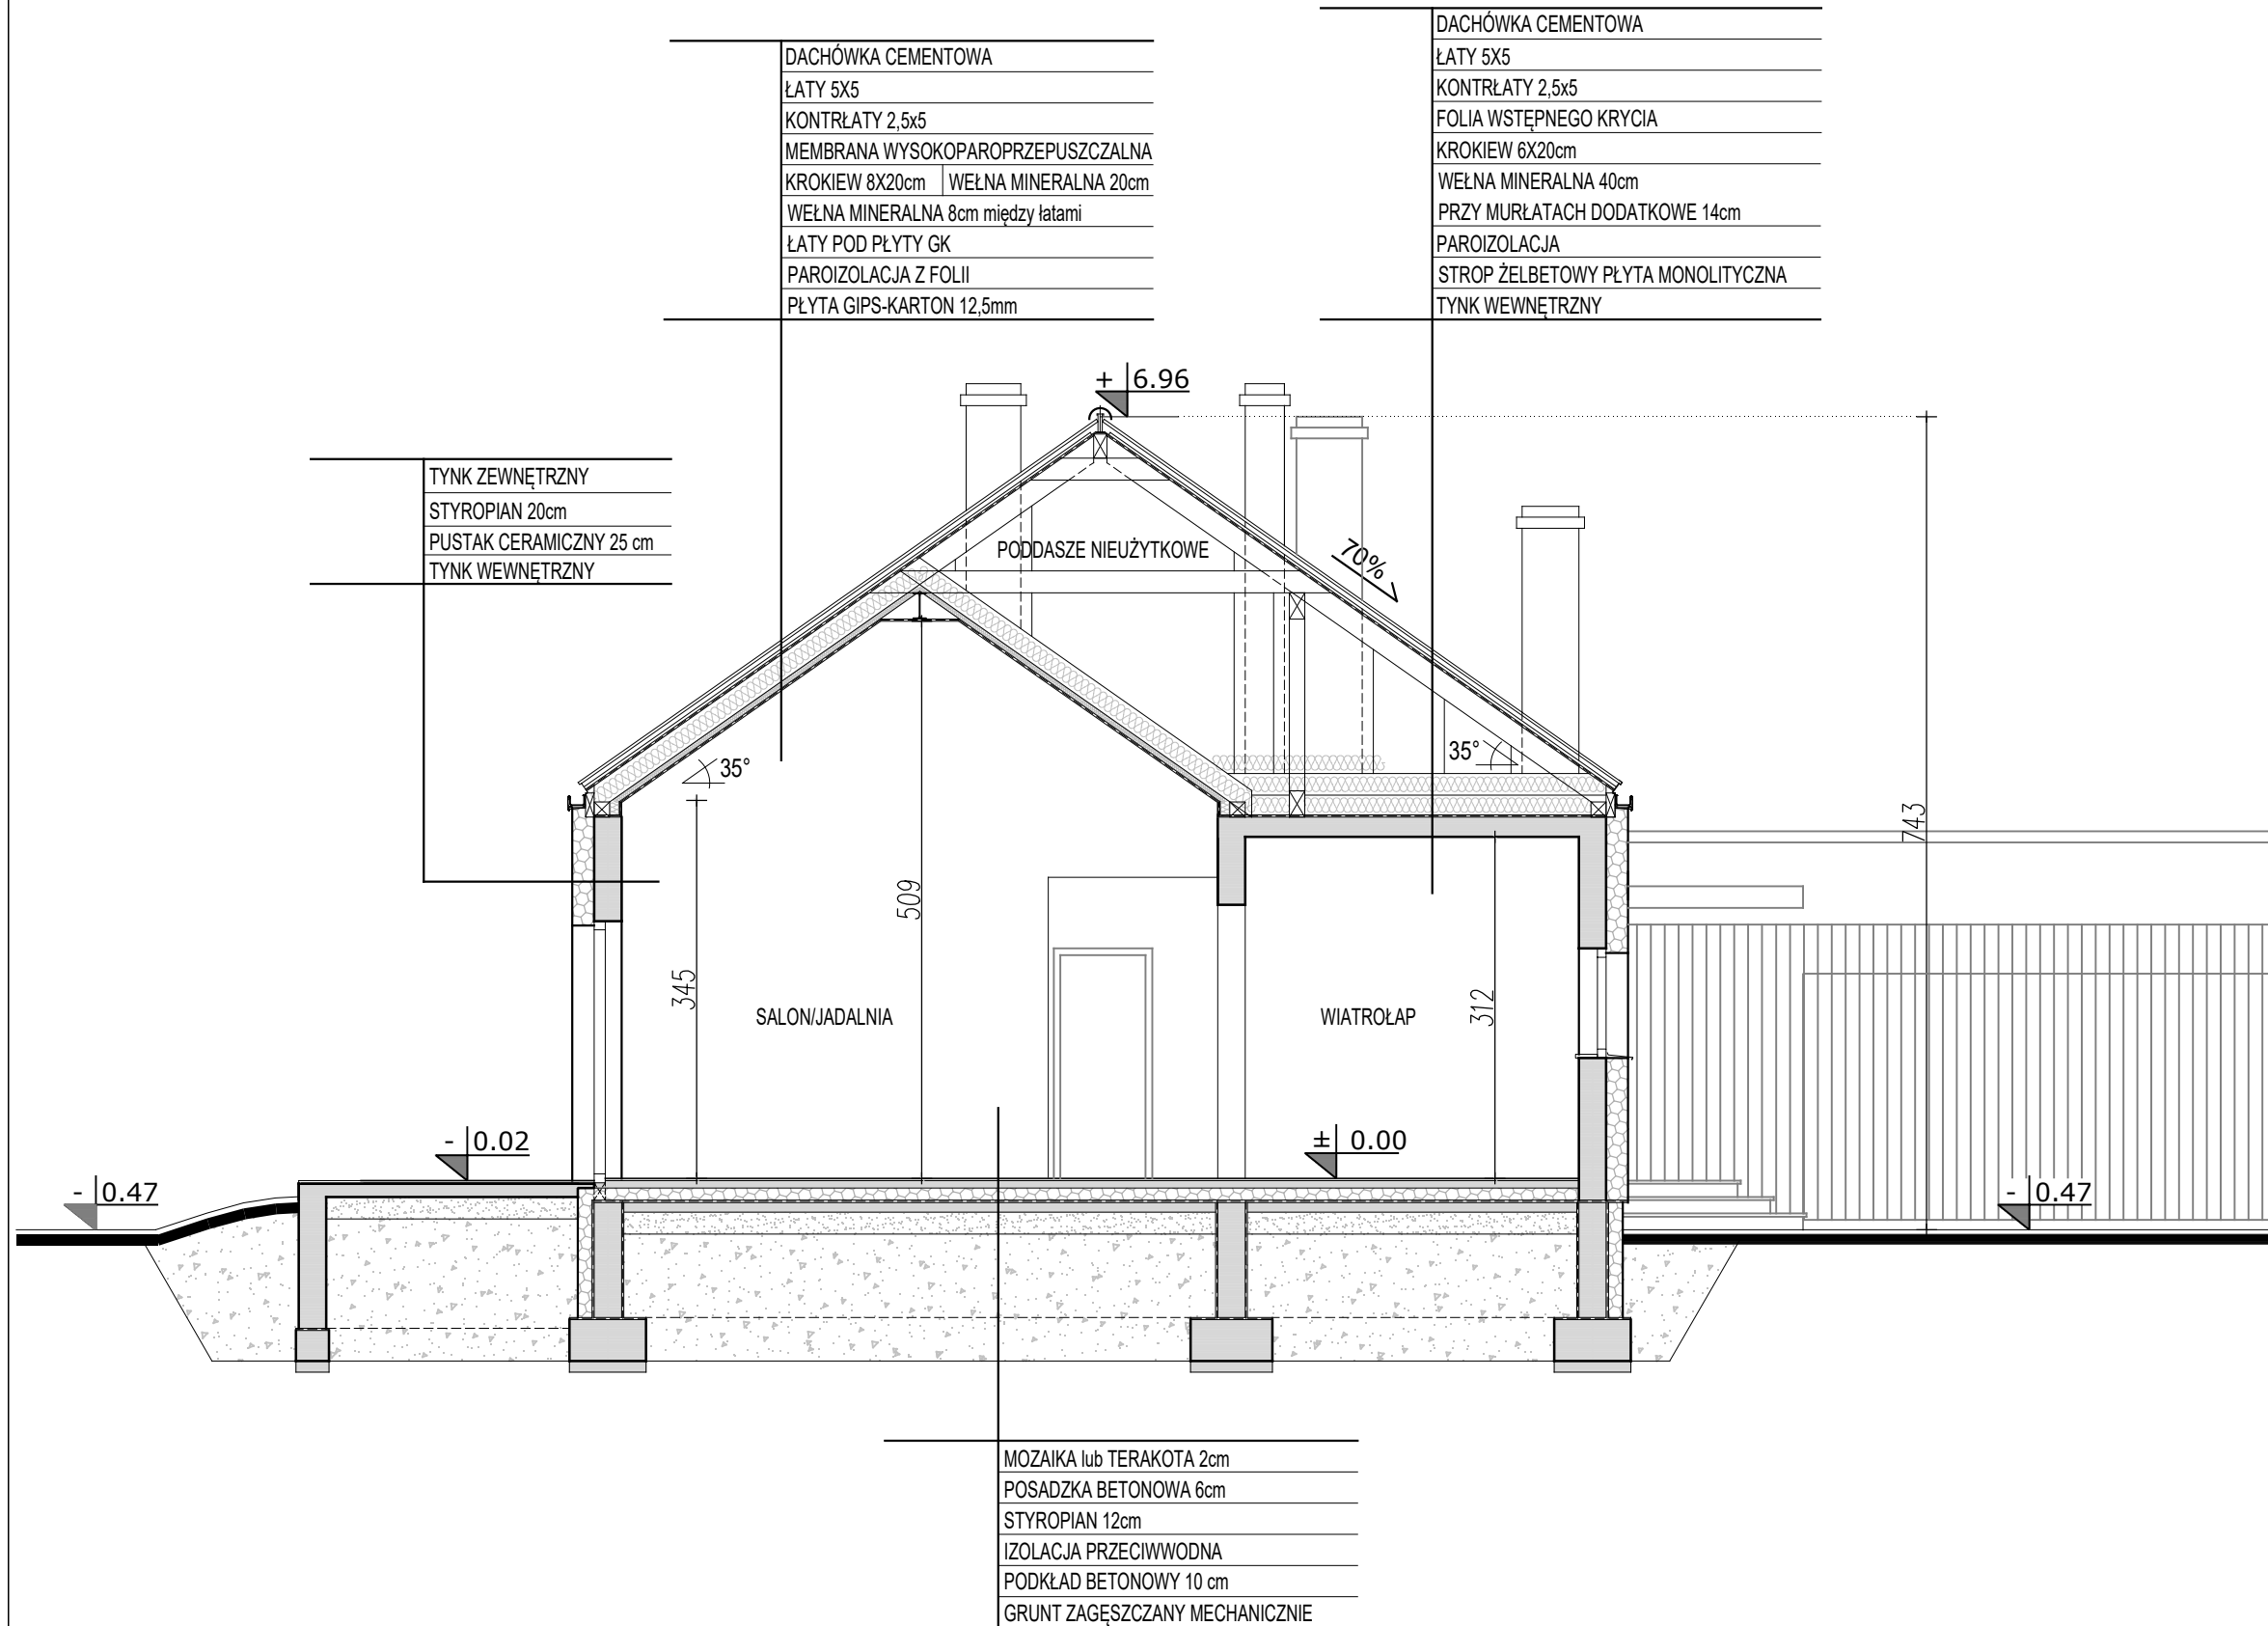 DACHÓWKA CEMENTOWA
ŁATY 5X5
KONTRŁATY 2,5x5
MEMBRANA WYSOKOPAROPRZEPUSZCZALNA
KROKIEW 8X20cm WEŁNA MINERALNA 20cm
WEŁNA MINERALNA 8cm między łatami
ŁATY POD PŁYTY GK
PAROIZOLACJA Z FOLII
PŁYTA GIPS-KARTON 12,5mm
DACHÓWKA CEMENTOWA
ŁATY 5X5
KONTRŁATY 2,5x5
FOLIA WSTĘPNEGO KRYCIA
KROKIEW 6X20cm
WEŁNA MINERALNA 40cm
PRZY MURŁATACH DODATKOWE 14cm
PAROIZOLACJA
STROP ŻELBETOWY PŁYTA MONOLITYCZNA
TYNK WEWNĘTRZNY
+ 6.96
TYNK ZEWNĘTRZNY
STYROPIAN 20cm
PUSTAK CERAMICZNY 25 cm
TYNK WEWNĘTRZNY
PODDASZE NIEUŻYTKOWE
70%
35°
35°
743
509
345
312
SALON/JADALNIA
WIATROŁAP
- 0.02
± 0.00
- 0.47
- 0.47
MOZAIKA lub TERAKOTA 2cm
POSADZKA BETONOWA 6cm
STYROPIAN 12cm
IZOLACJA PRZECIWWODNA
PODKŁAD BETONOWY 10 cm
GRUNT ZAGĘSZCZANY MECHANICZNIE